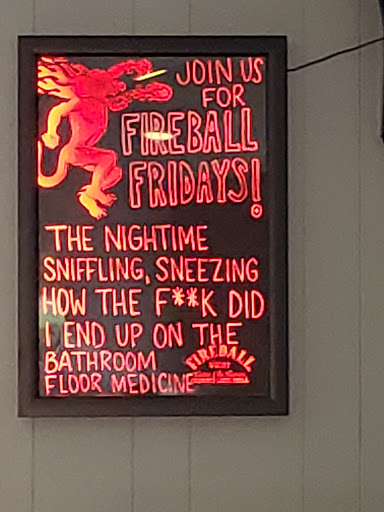 JOIN US
FOR
FIREBALL
FRIDAYS!
THE NIGHTIME
SNIFFLING, SNEEZING
HOW THE F**K DID
I END UP ON THE
BATHROOM
FLOOR MEDICINE
FIREBALL